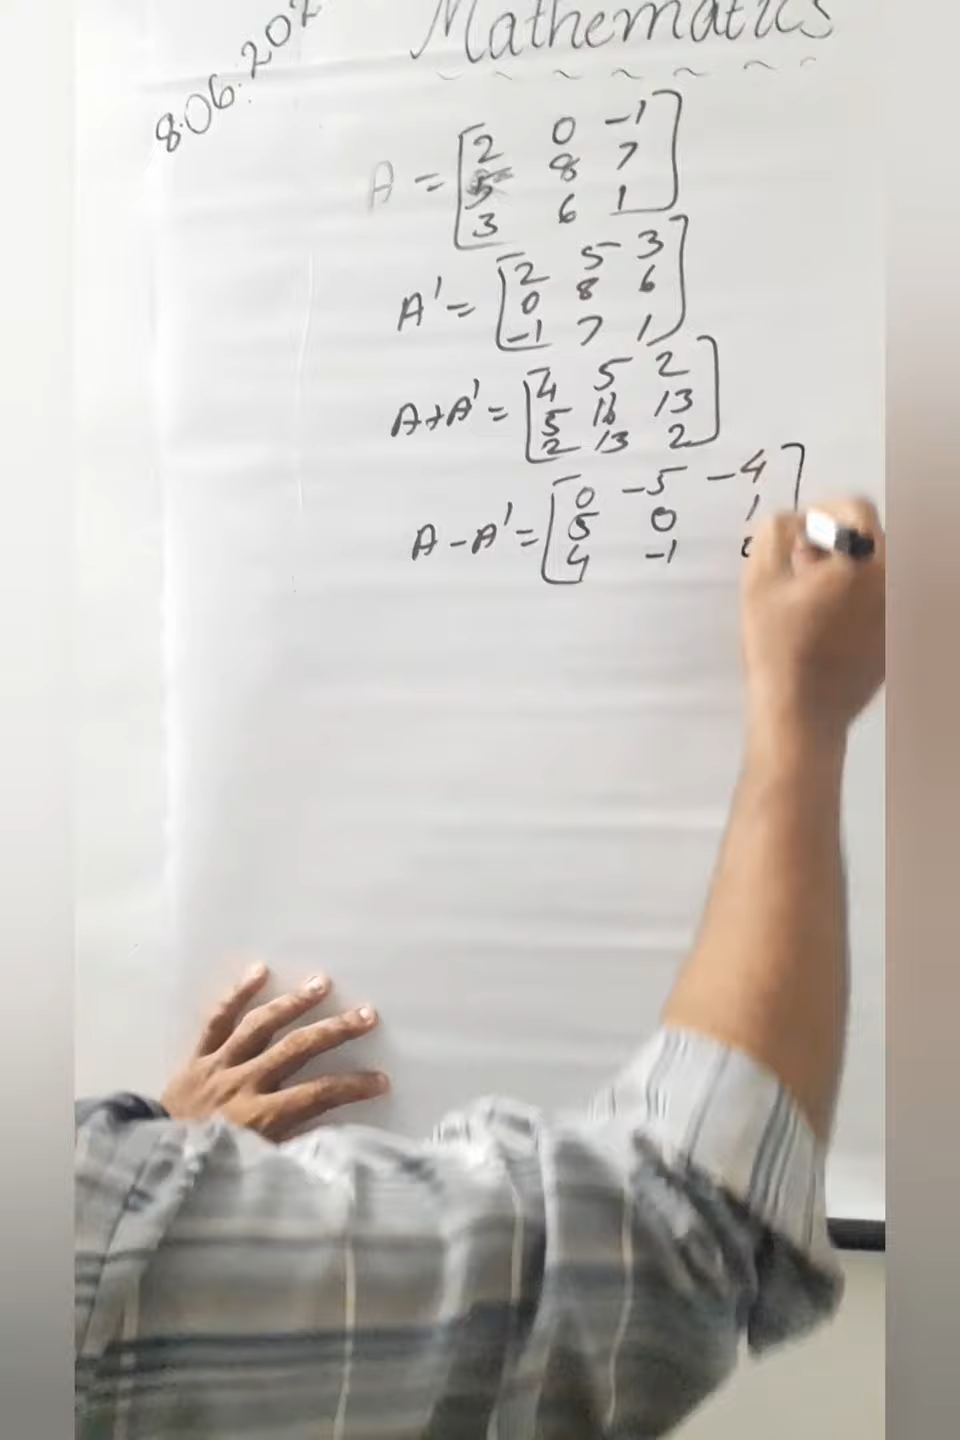 Mathematics
8.06.202
A = [2 0 -1
5 8 7
3 6 1]
A' = [2 5 3
0 8 6
-1 7 1]
A+A' = [4 5 2
5 16 13
2 13 2]
A-A' = [0 -5 -4
5 0 1
4 -1